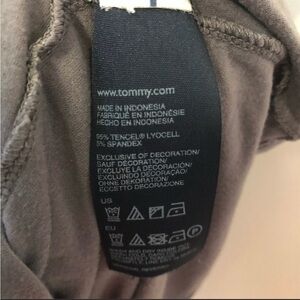 www.tommy.com
MADE IN INDONESIA
FABRIQUÉ EN INDONÉSIE
HECHO EN INDONESIA
95% TENCEL® LYOCELL
5% SPANDEX
EXCLUSIVE OF DECORATION/
SAUF DÉCORATION/
EXCLUYE LA DECORACIÓN/
EXCLUINDO DECORAÇÃO/
OHNE DEKORATION/
ECCETTO DECORAZIONE
US
EU